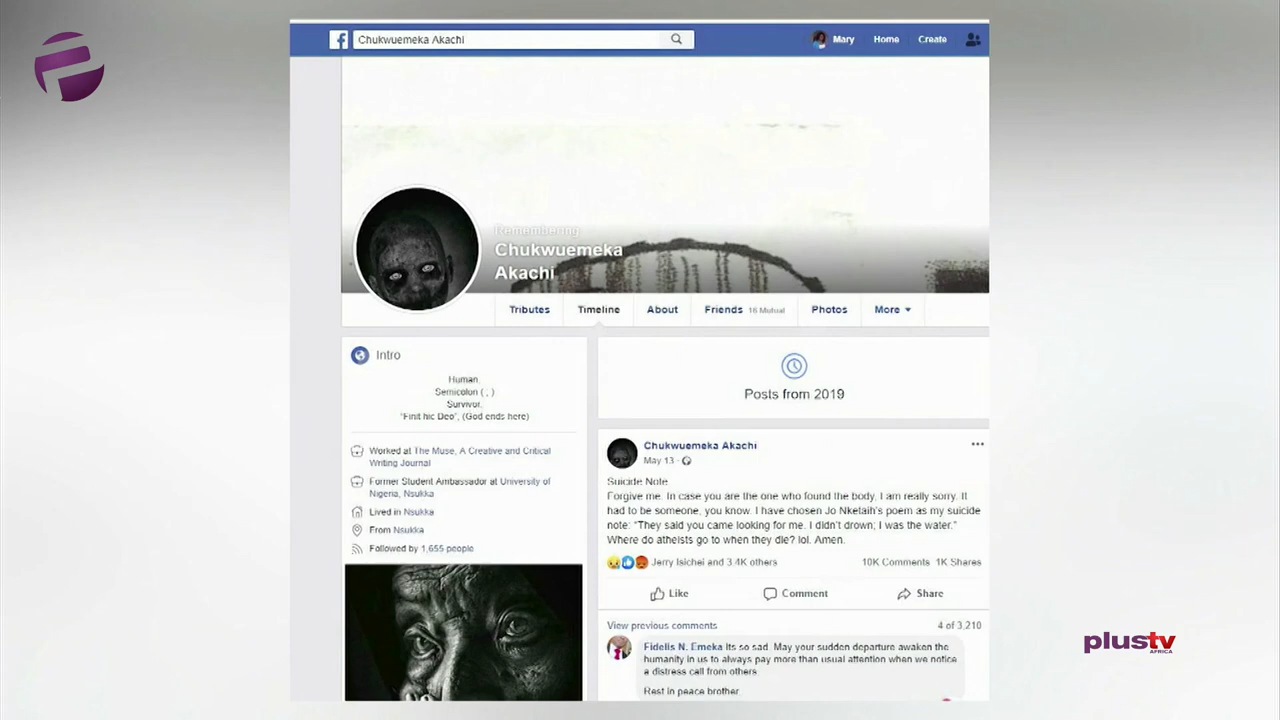 Chukwuemeka Akachi
Mary Home Create
Remembering
Chukwuemeka
Akachi
Tributes Timeline About Friends 16 Mutual Photos More
Intro
Human.
Semicolon ( ; )
Survivor.
"Finit hic Deo", (God ends here)
Worked at The Muse, A Creative and Critical
Writing Journal
Former Student Ambassador at University of
Nigeria, Nsukka
Lived in Nsukka
From Nsukka
Followed by 1,655 people
Posts from 2019
Chukwuemeka Akachi
May 13
Suicide Note
Forgive me. In case you are the one who found the body, I am really sorry. It
had to be someone, you know. I have chosen Jo Nketaih's poem as my suicide
note: "They said you came looking for me. I didn't drown; I was the water."
Where do atheists go to when they die? lol. Amen.
Jerry Isichei and 3.4K others 10K Comments 1K Shares
Like Comment Share
View previous comments 4 of 3,210
Fidelis N. Emeka Its so sad. May your sudden departure awaken the
humanity in us to always pay more than usual attention when we notice
a distress call from others
Rest in peace brother
plustv
AFRICA